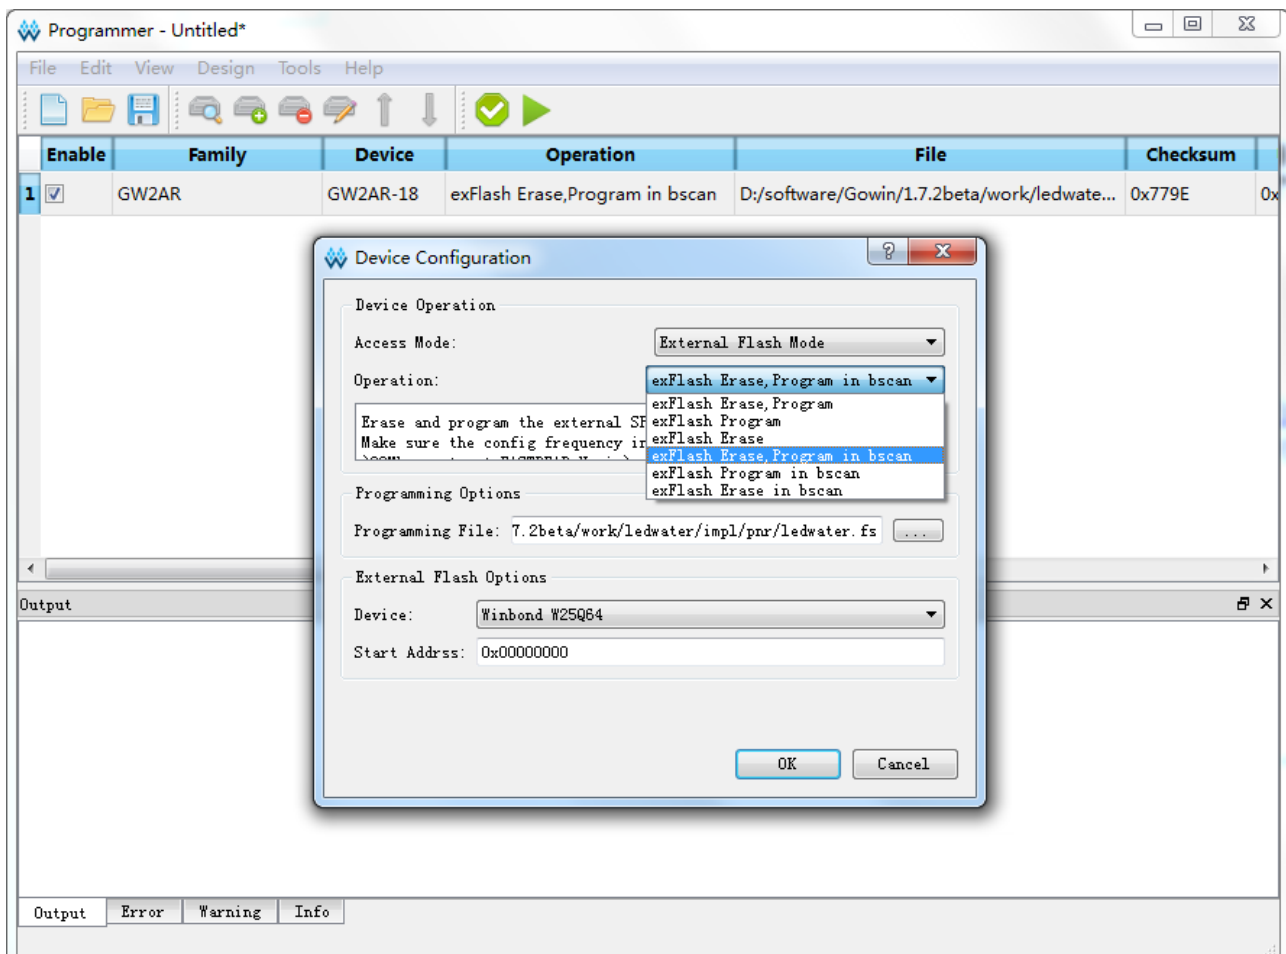 Programmer - Untitled*
File Edit View Design Tools Help
Enable Family Device Operation File Checksum
1 GW2AR GW2AR-18 exFlash Erase,Program in bscan D:/software/Gowin/1.7.2beta/work/ledwate... 0x779E 0x
Device Configuration
Device Operation
Access Mode: External Flash Mode
Operation: exFlash Erase,Program in bscan
exFlash Erase,Program
exFlash Program
exFlash Erase
exFlash Erase,Program in bscan
exFlash Program in bscan
exFlash Erase in bscan
Erase and program the external
Make sure the config frequency
Programming Options
Programming File: 7.2beta/work/ledwater/impl/pnr/ledwater.fs ...
External Flash Options
Device: Winbond W25Q64
Start Addrss: 0x00000000
OK Cancel
Output
Output Error Warning Info